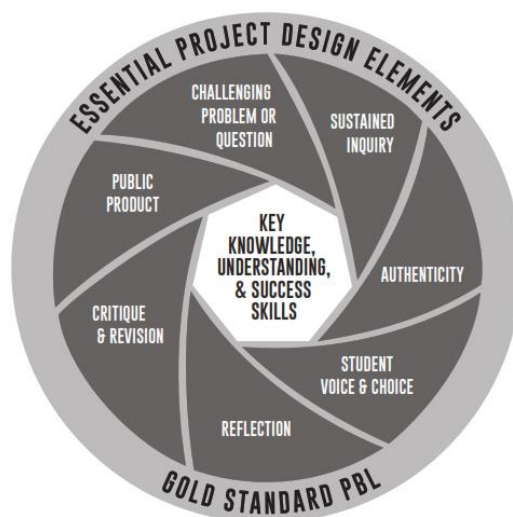 ESSENTIAL PROJECT DESIGN ELEMENTS
CHALLENGING
PROBLEM OR
QUESTION
SUSTAINED
INQUIRY
AUTHENTICITY
STUDENT
VOICE & CHOICE
REFLECTION
CRITIQUE
& REVISION
PUBLIC
PRODUCT
KEY
KNOWLEDGE,
UNDERSTANDING,
& SUCCESS
SKILLS
GOLD STANDARD PBL